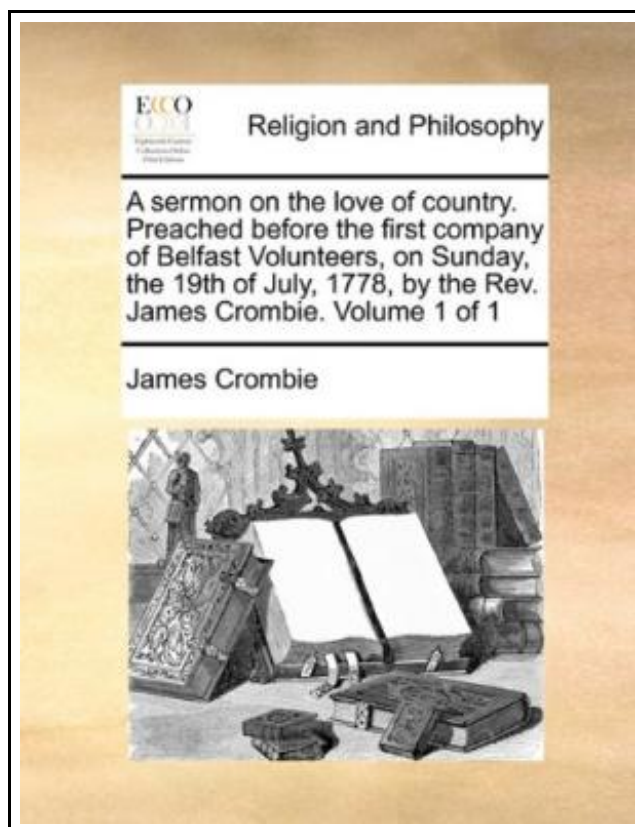 ECCO
Religion and Philosophy
A sermon on the love of country.
Preached before the first company
of Belfast Volunteers, on Sunday,
the 19th of July, 1778, by the Rev.
James Crombie. Volume 1 of 1
James Crombie